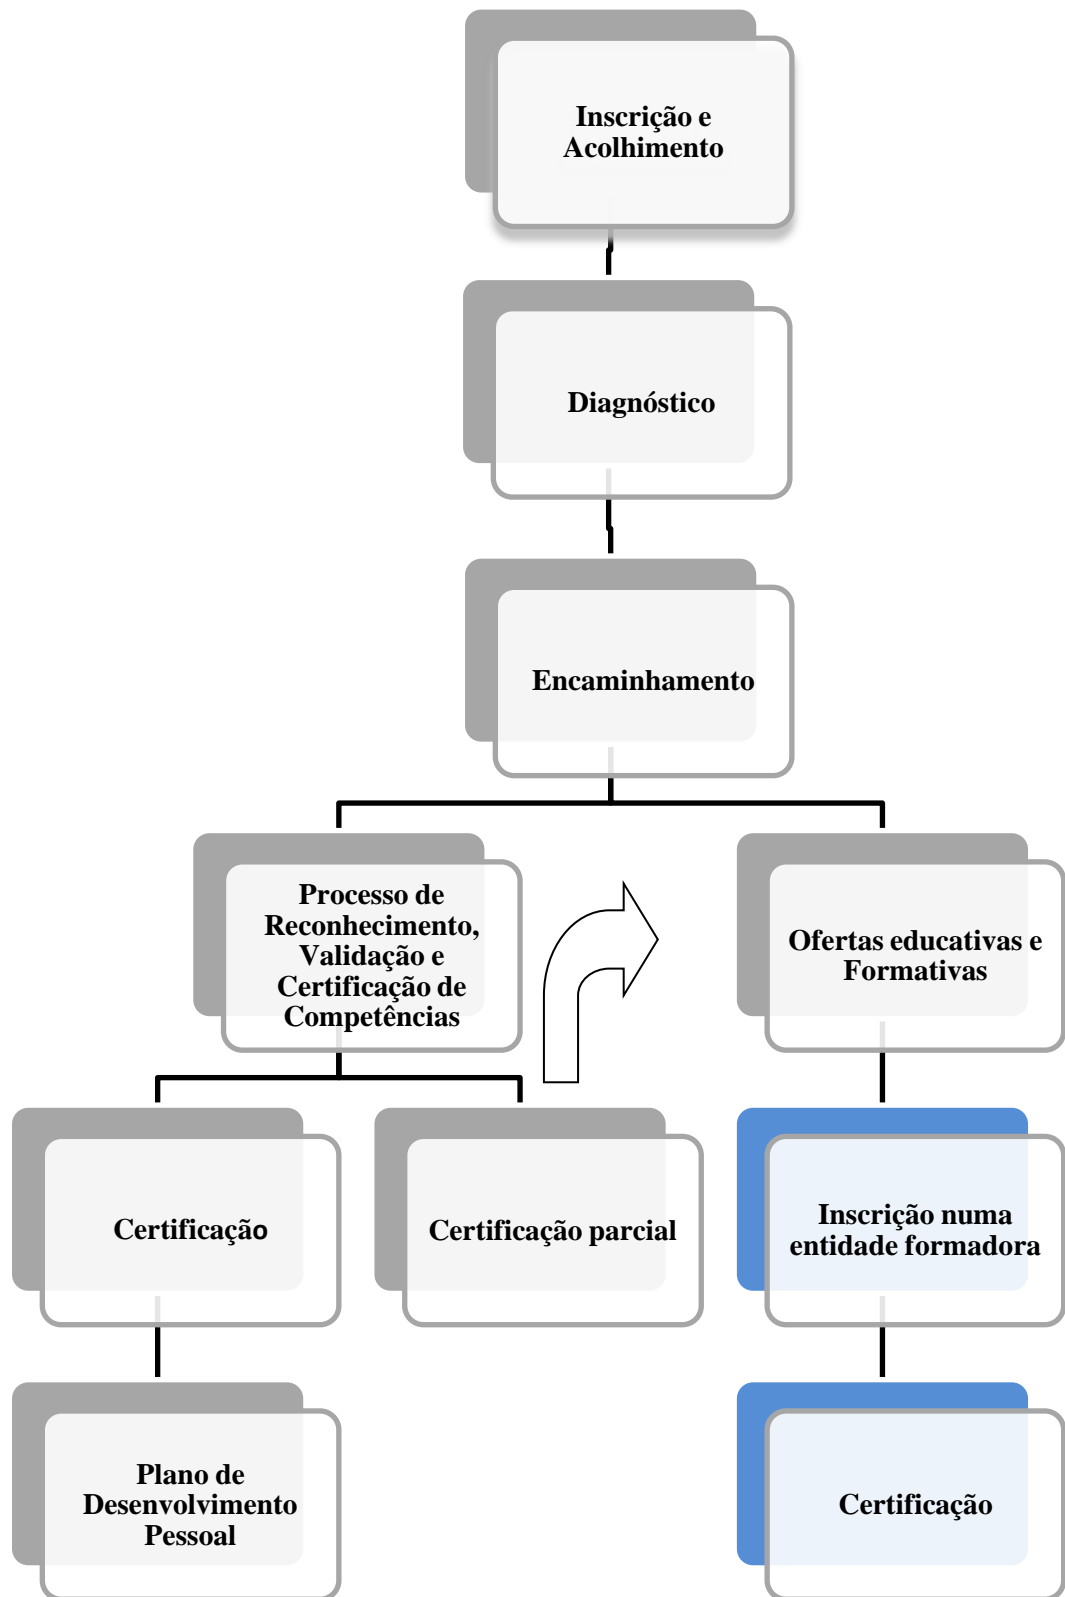 Inscrição e
Acolhimento
Diagnóstico
Encaminhamento
Processo de
Reconhecimento,
Validação e
Certificação de
Competências
Ofertas educativas e
Formativas
Certificação
Certificação parcial
Inscrição numa
entidade formadora
Plano de
Desenvolvimento
Pessoal
Certificação